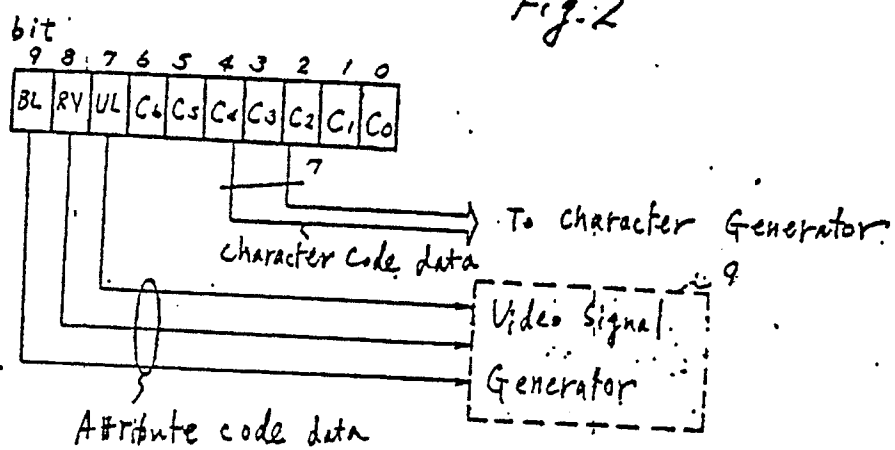 Fig. 2
bit
9 8 7 6 5 4 3 2 1 0
BL RV UL C6 C5 C4 C3 C2 C1 C0
7
To character Generator
character code data
9
Video Signal
Generator
Attribute code data